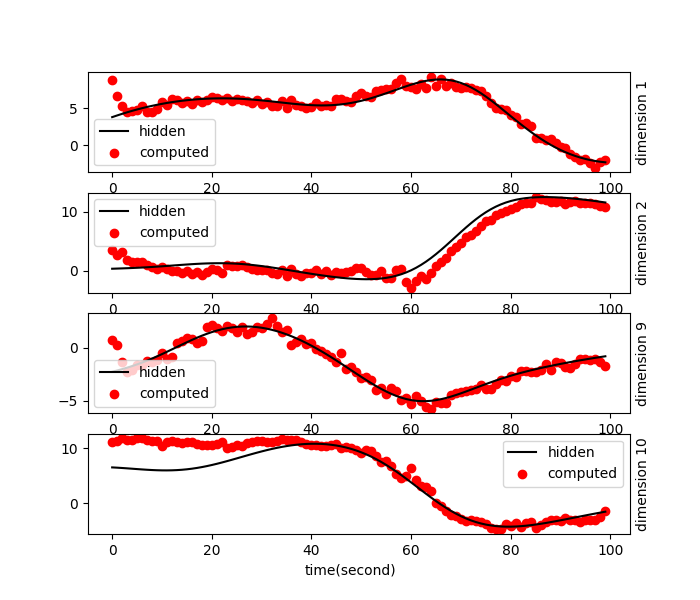 5
0
dimension 1
hidden
computed
0 20 40 60 80 100
10
0
dimension 2
hidden
computed
0 20 40 60 80 100
0
−5
dimension 9
hidden
computed
0 20 40 60 80 100
10
0
dimension 10
hidden
computed
0 20 40 60 80 100
time(second)